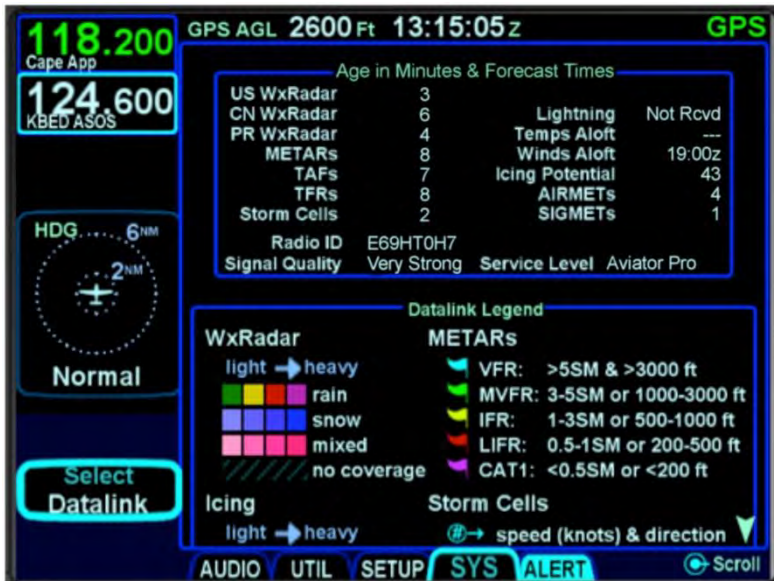 118.200
Cape App
124.600
KBED ASOS
GPS AGL 2600 Ft 13:15:05 Z
GPS
Age in Minutes & Forecast Times
US WxRadar 3
CN WxRadar 6 Lightning Not Rcvd
PR WxRadar 4 Temps Aloft ---
METARs 8 Winds Aloft 19:00z
TAFs 7 Icing Potential 43
TFRs 8 AIRMETs 4
Storm Cells 2 SIGMETs 1
Radio ID E69HT0H7
Signal Quality Very Strong Service Level Aviator Pro
HDG 6NM
2NM
Normal
Select
Datalink
Datalink Legend
WxRadar
light heavy
rain
snow
mixed
no coverage
Icing
light heavy
METARs
VFR: >5SM & >3000 ft
MVFR: 3-5SM or 1000-3000 ft
IFR: 1-3SM or 500-1000 ft
LIFR: 0.5-1SM or 200-500 ft
CAT1: <0.5SM or <200 ft
Storm Cells
# speed (knots) & direction
AUDIO UTIL SETUP SYS ALERT Scroll